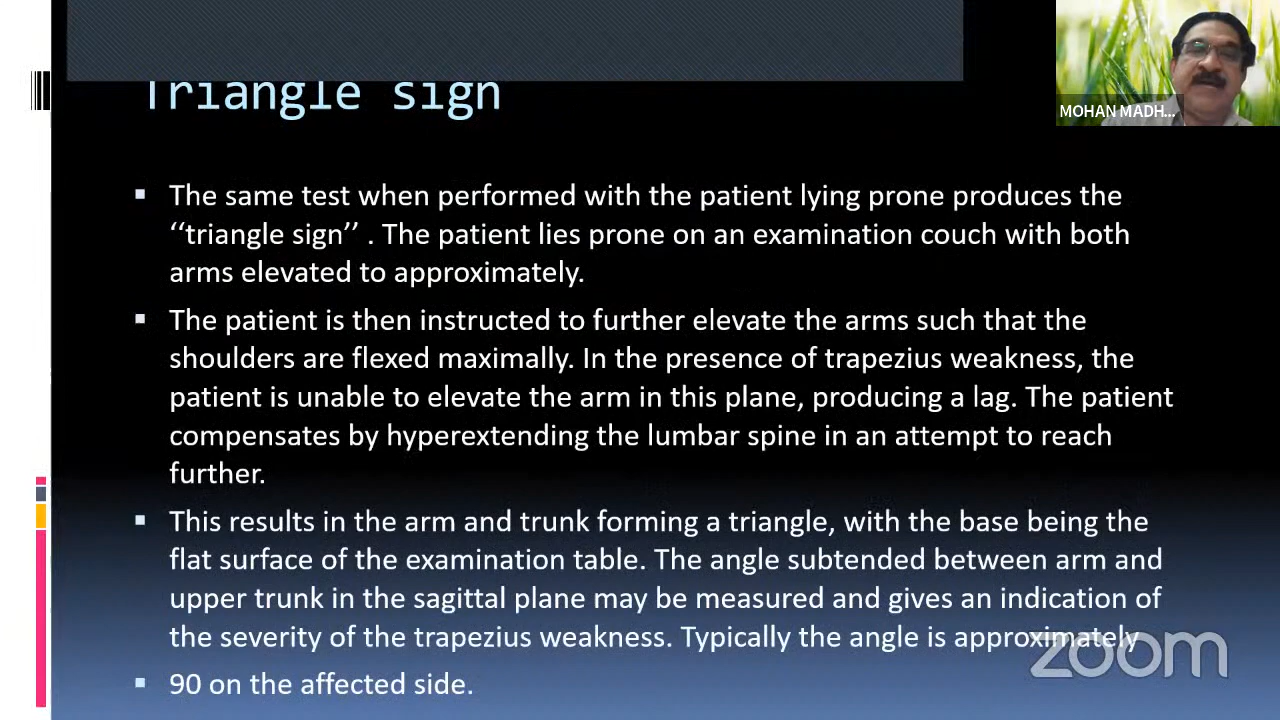 Triangle sign
MOHAN MADH...
▪ The same test when performed with the patient lying prone produces the
‘‘triangle sign’’ . The patient lies prone on an examination couch with both
arms elevated to approximately.
▪ The patient is then instructed to further elevate the arms such that the
shoulders are flexed maximally. In the presence of trapezius weakness, the
patient is unable to elevate the arm in this plane, producing a lag. The patient
compensates by hyperextending the lumbar spine in an attempt to reach
further.
▪ This results in the arm and trunk forming a triangle, with the base being the
flat surface of the examination table. The angle subtended between arm and
upper trunk in the sagittal plane may be measured and gives an indication of
the severity of the trapezius weakness. Typically the angle is approximately
▪ 90 on the affected side.
zoom